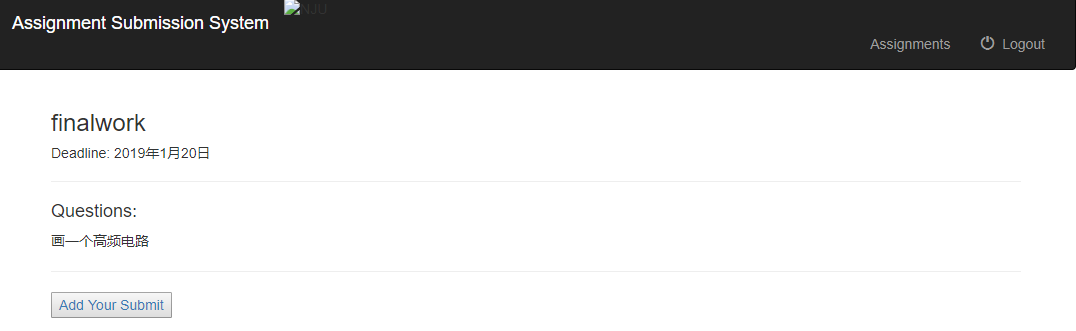 Assignment Submission System
NJU
Assignments
Logout
finalwork
Deadline: 2019年1月20日
Questions:
画一个高频电路
Add Your Submit